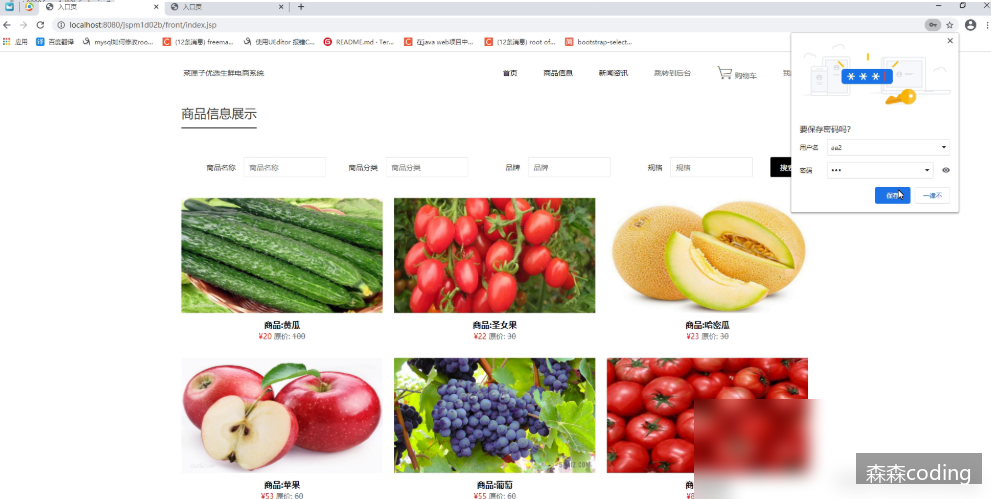 入口页
入口页
localhost:8080/jspm1d02b/front/index.jsp
应用 百度翻译 mysql如何修改roo... (12条消息) freema... 使用UEditor 报错C... README.md · Ter... 在java web项目中... (12条消息) root of... bootstrap-select...
菜篮子优选生鲜电商系统 首页 商品信息 新闻资讯 跳转到后台 购物车
要保存密码吗?
用户名
aa2
密码
•••
保存
一律不
商品信息展示
商品名称 商品名称 商品分类 商品分类 品牌 品牌 规格 规格
商品:黄瓜
¥20 原价: 100
商品:圣女果
¥22 原价: 30
商品:哈密瓜
¥23 原价: 30
商品:苹果
¥53 原价: 60
商品:葡萄
¥55 原价: 60
森森coding